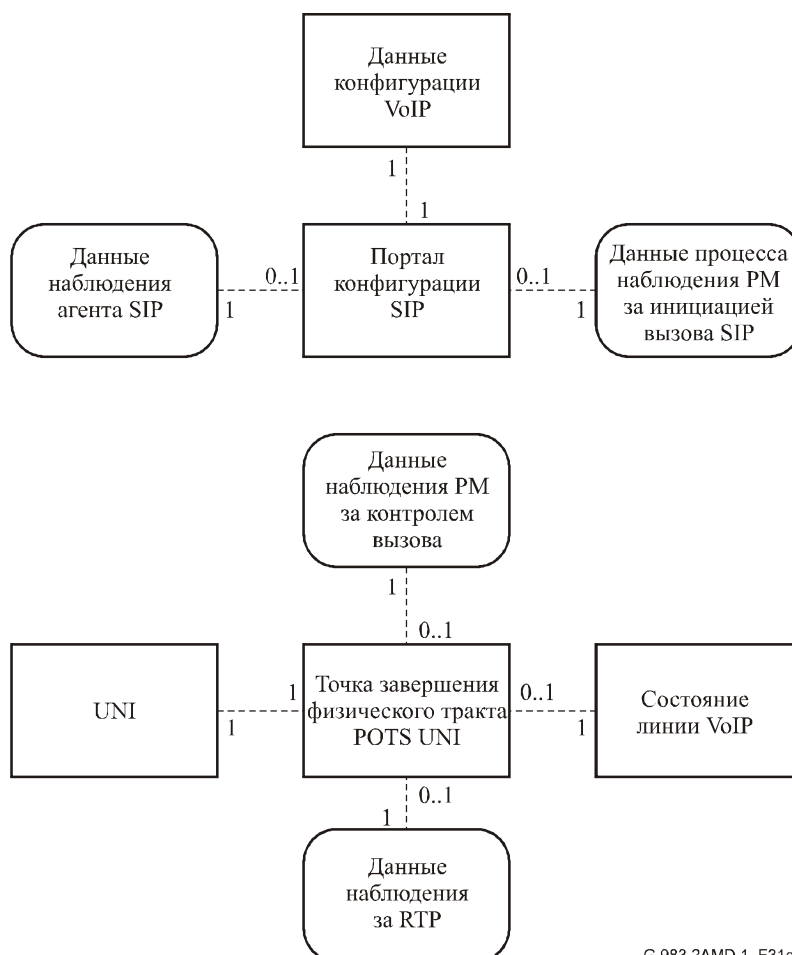 Данные
конфигурации
VoIP
1
1
Данные
наблюдения
агента SIP
0..1
1
Портал
конфигурации
SIP
0..1
1
Данные процесса
наблюдения PM
за инициацией
вызова SIP
Данные
наблюдения PM
за контролем
вызова
1
0..1
UNI
1
1
Точка завершения
физического тракта
POTS UNI
0..1
1
Состояние
линии VoIP
0..1
1
Данные
наблюдения
за RTP